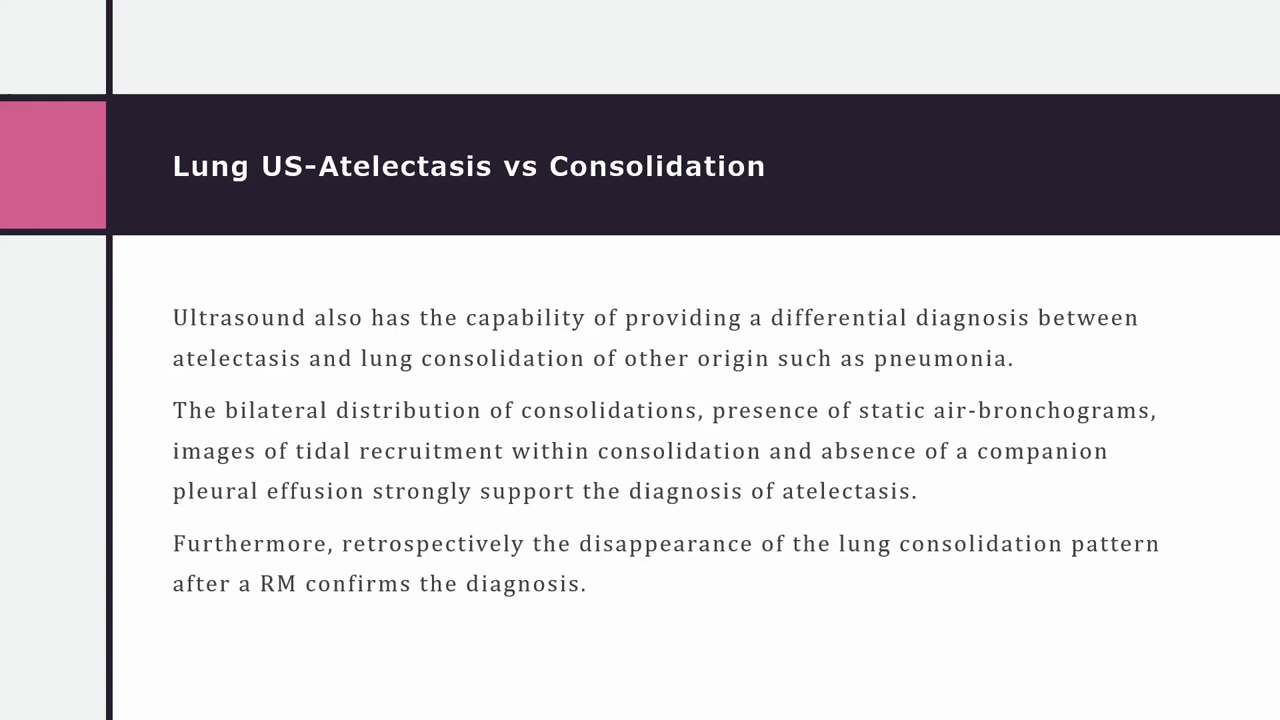 Lung US-Atelectasis vs Consolidation
Ultrasound also has the capability of providing a differential diagnosis between
atelectasis and lung consolidation of other origin such as pneumonia.
The bilateral distribution of consolidations, presence of static air-bronchograms,
images of tidal recruitment within consolidation and absence of a companion
pleural effusion strongly support the diagnosis of atelectasis.
Furthermore, retrospectively the disappearance of the lung consolidation pattern
after a RM confirms the diagnosis.